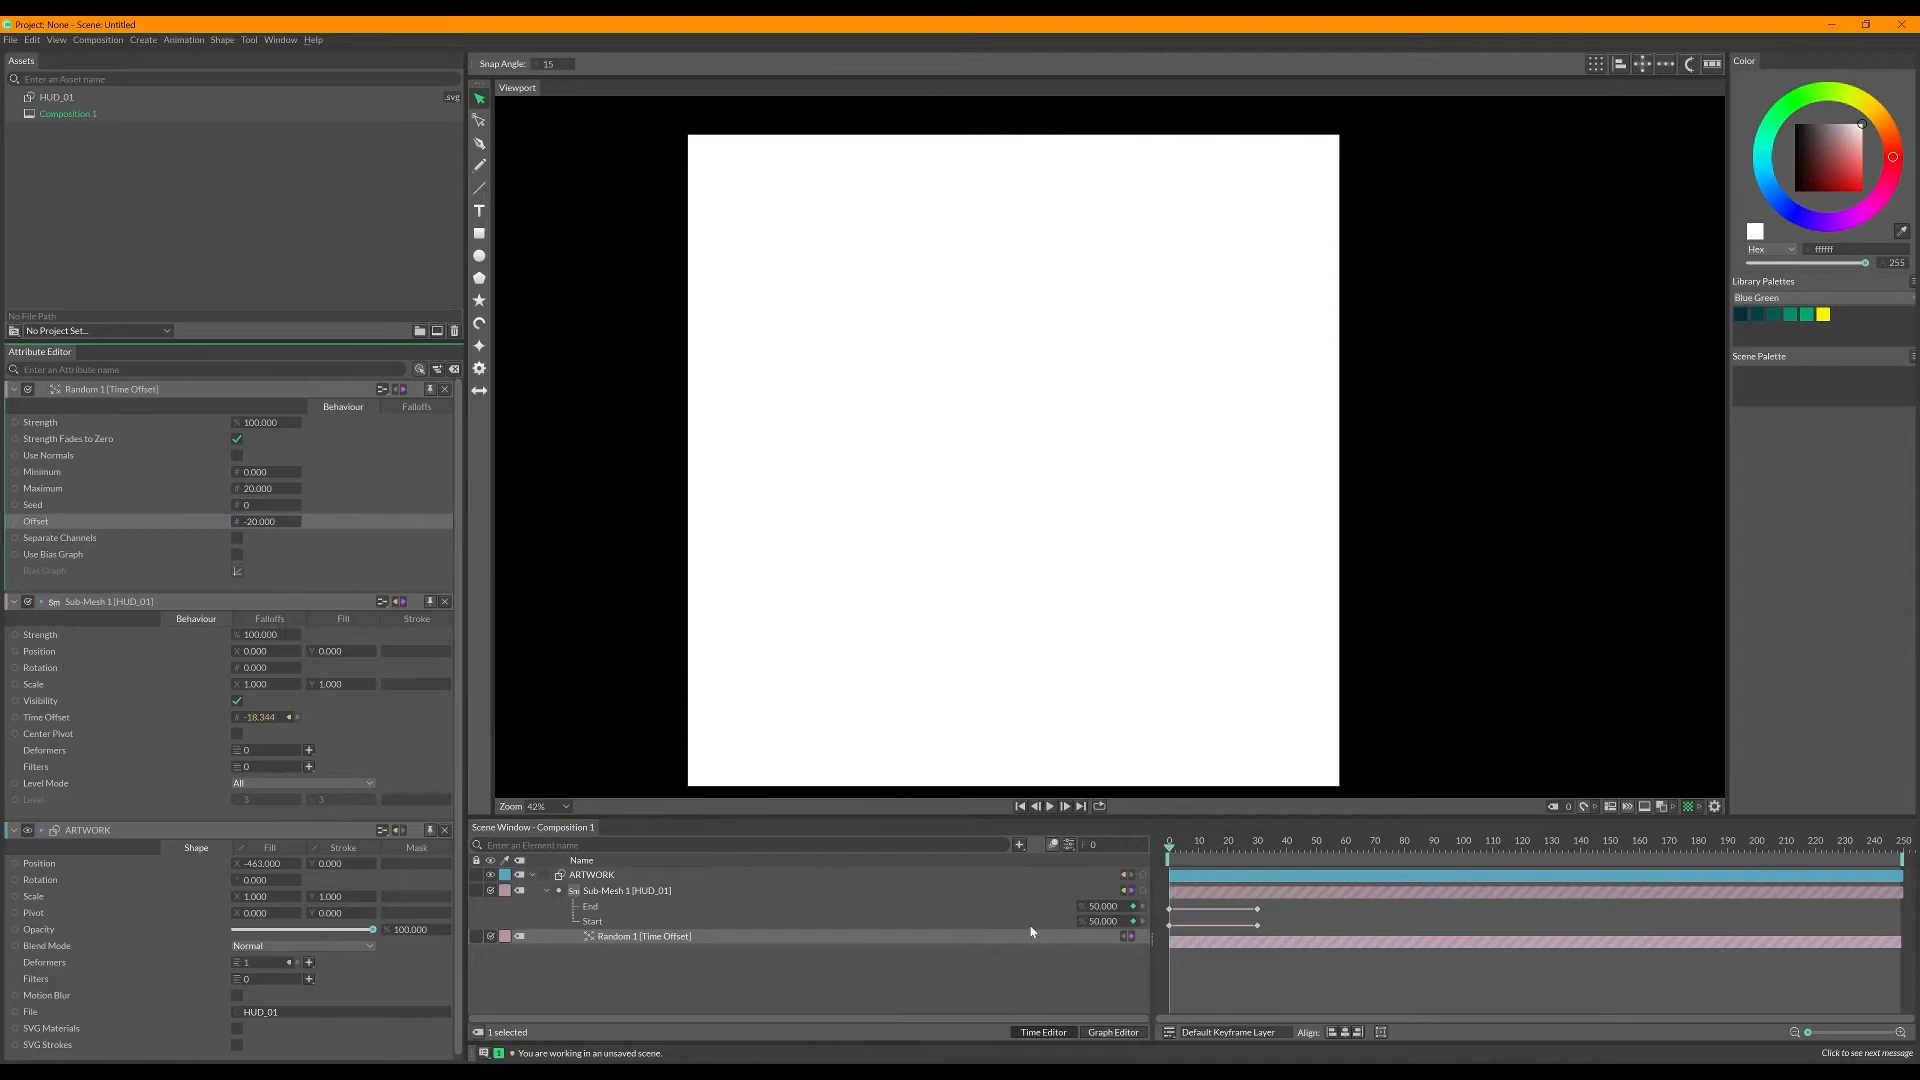 Project: None - Scene: Untitled
File Edit View Composition Create Animation Shape Tool Window Help
Assets
Enter an Asset name
HUD_01 .svg
Composition 1
No File Path
No Project Set...
Attribute Editor
Enter an Attribute name
Random 1 [Time Offset]
Behaviour Falloffs
Strength % 100.000
Strength Fades to Zero
Use Normals
Minimum # 0.000
Maximum # 20.000
Seed # 0
Offset # -20.000
Separate Channels
Use Bias Graph
Bias Graph
Sm Sub-Mesh 1 [HUD_01]
Behaviour Falloffs Fill Stroke
Strength % 100.000
Position X 0.000 Y 0.000
Rotation # 0.000
Scale X 1.000 Y 1.000
Visibility
Time Offset # -18.344
Center Pivot
Deformers 0
Filters 0
Level Mode All
Level 3 3
ARTWORK
Shape Fill Stroke Mask
Position X -463.000 Y 0.000
Rotation ° 0.000
Scale X 1.000 Y 1.000
Pivot X 0.000 Y 0.000
Opacity % 100.000
Blend Mode Normal
Deformers 1
Filters 0
Motion Blur
File HUD_01
SVG Materials
SVG Strokes
Snap Angle: 15
Viewport
Zoom 42% 0
Scene Window - Composition 1
Enter an Element name F 0
Name
ARTWORK
Sm Sub-Mesh 1 [HUD_01]
End % 50.000
Start % 50.000
Random 1 [Time Offset]
0 10 20 30 40 50 60 70 80 90 100 110 120 130 140 150 160 170 180 190 200 210 220 230 240 250
1 selected Time Editor Graph Editor Default Keyframe Layer Align:
1 You are working in an unsaved scene. Click to see next message
Color
Hex ffffff
255
Library Palettes
Blue Green
Scene Palette